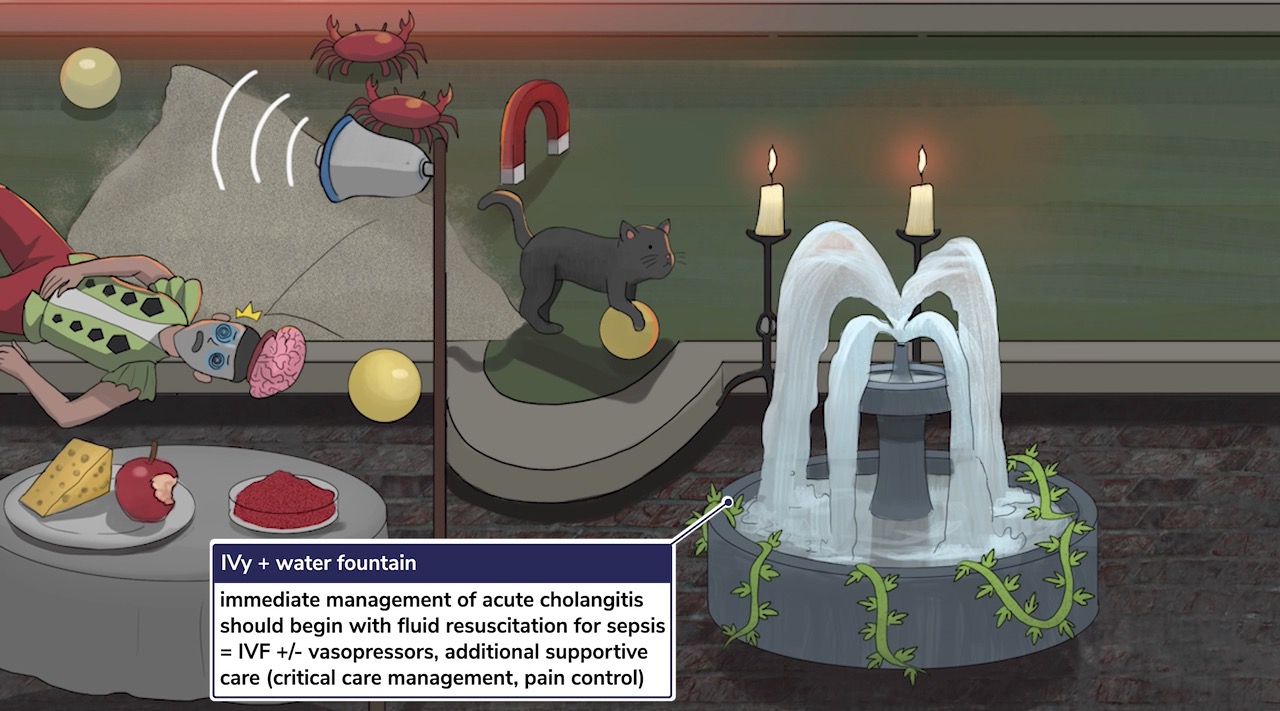 IVy + water fountain
immediate management of acute cholangitis
should begin with fluid resuscitation for sepsis
= IVF +/- vasopressors, additional supportive
care (critical care management, pain control)